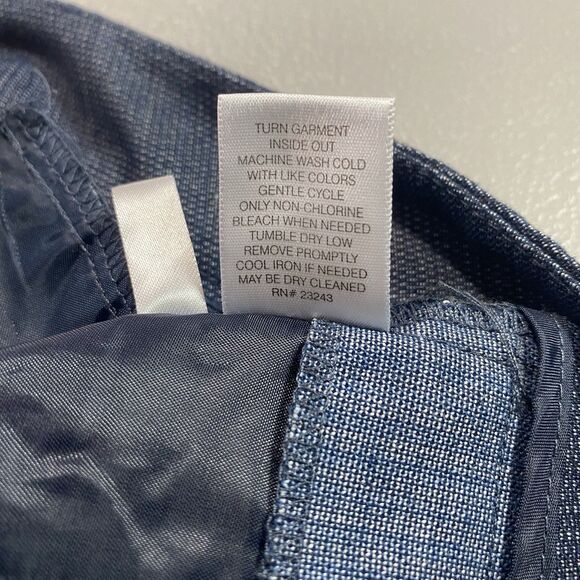 TURN GARMENT
INSIDE OUT
MACHINE WASH COLD
WITH LIKE COLORS
GENTLE CYCLE
ONLY NON-CHLORINE
BLEACH WHEN NEEDED
TUMBLE DRY LOW
REMOVE PROMPTLY
COOL IRON IF NEEDED
MAY BE DRY CLEANED
RN# 23243